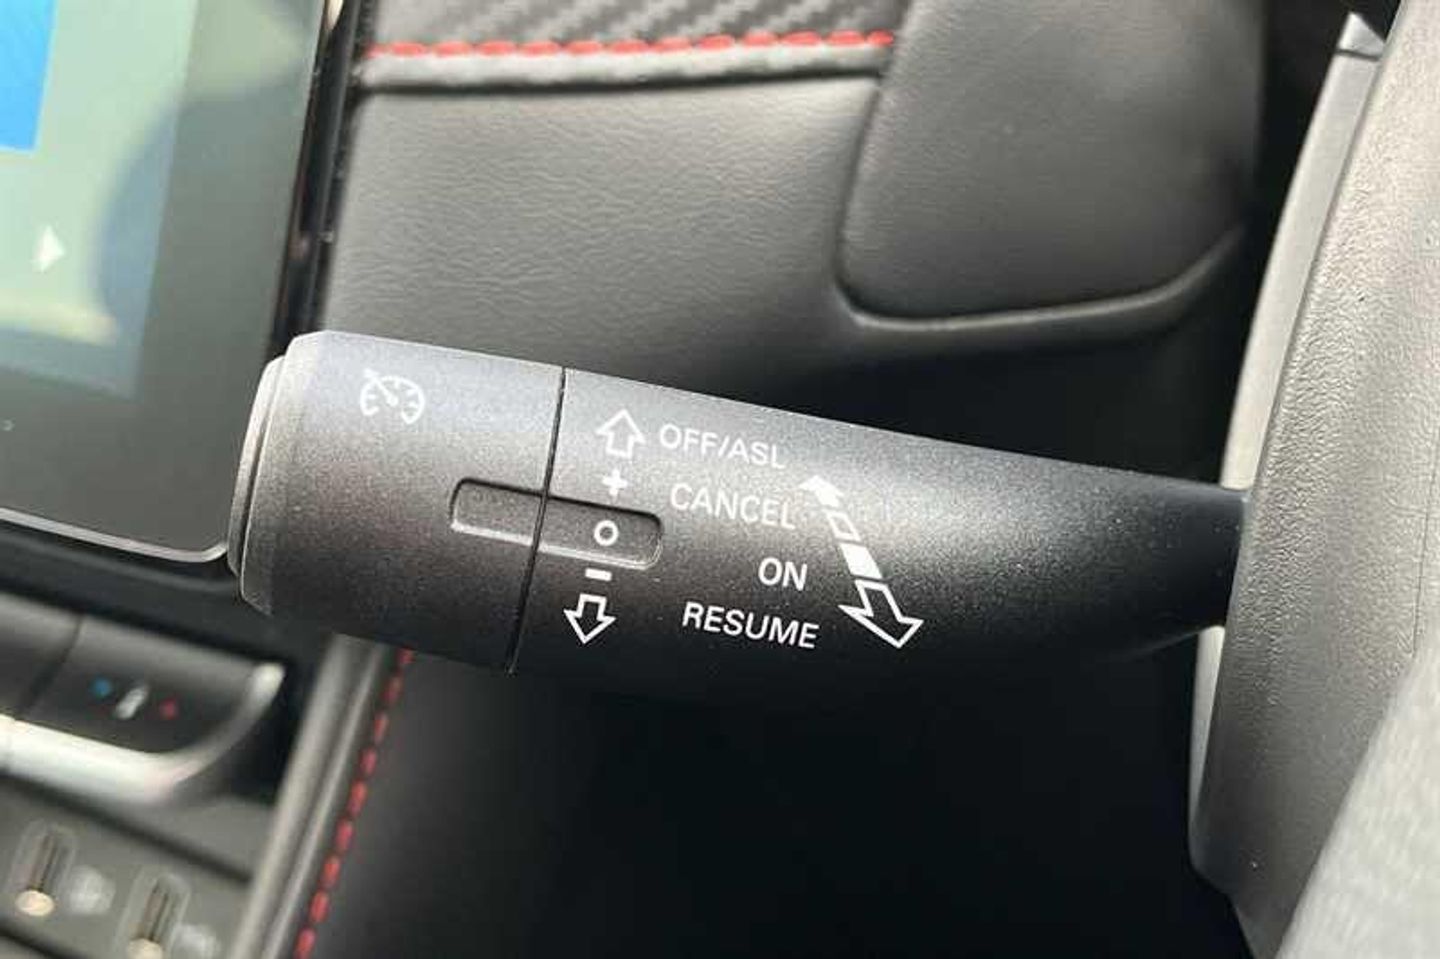 OFF/ASL
+ CANCEL
O
− ON
RESUME